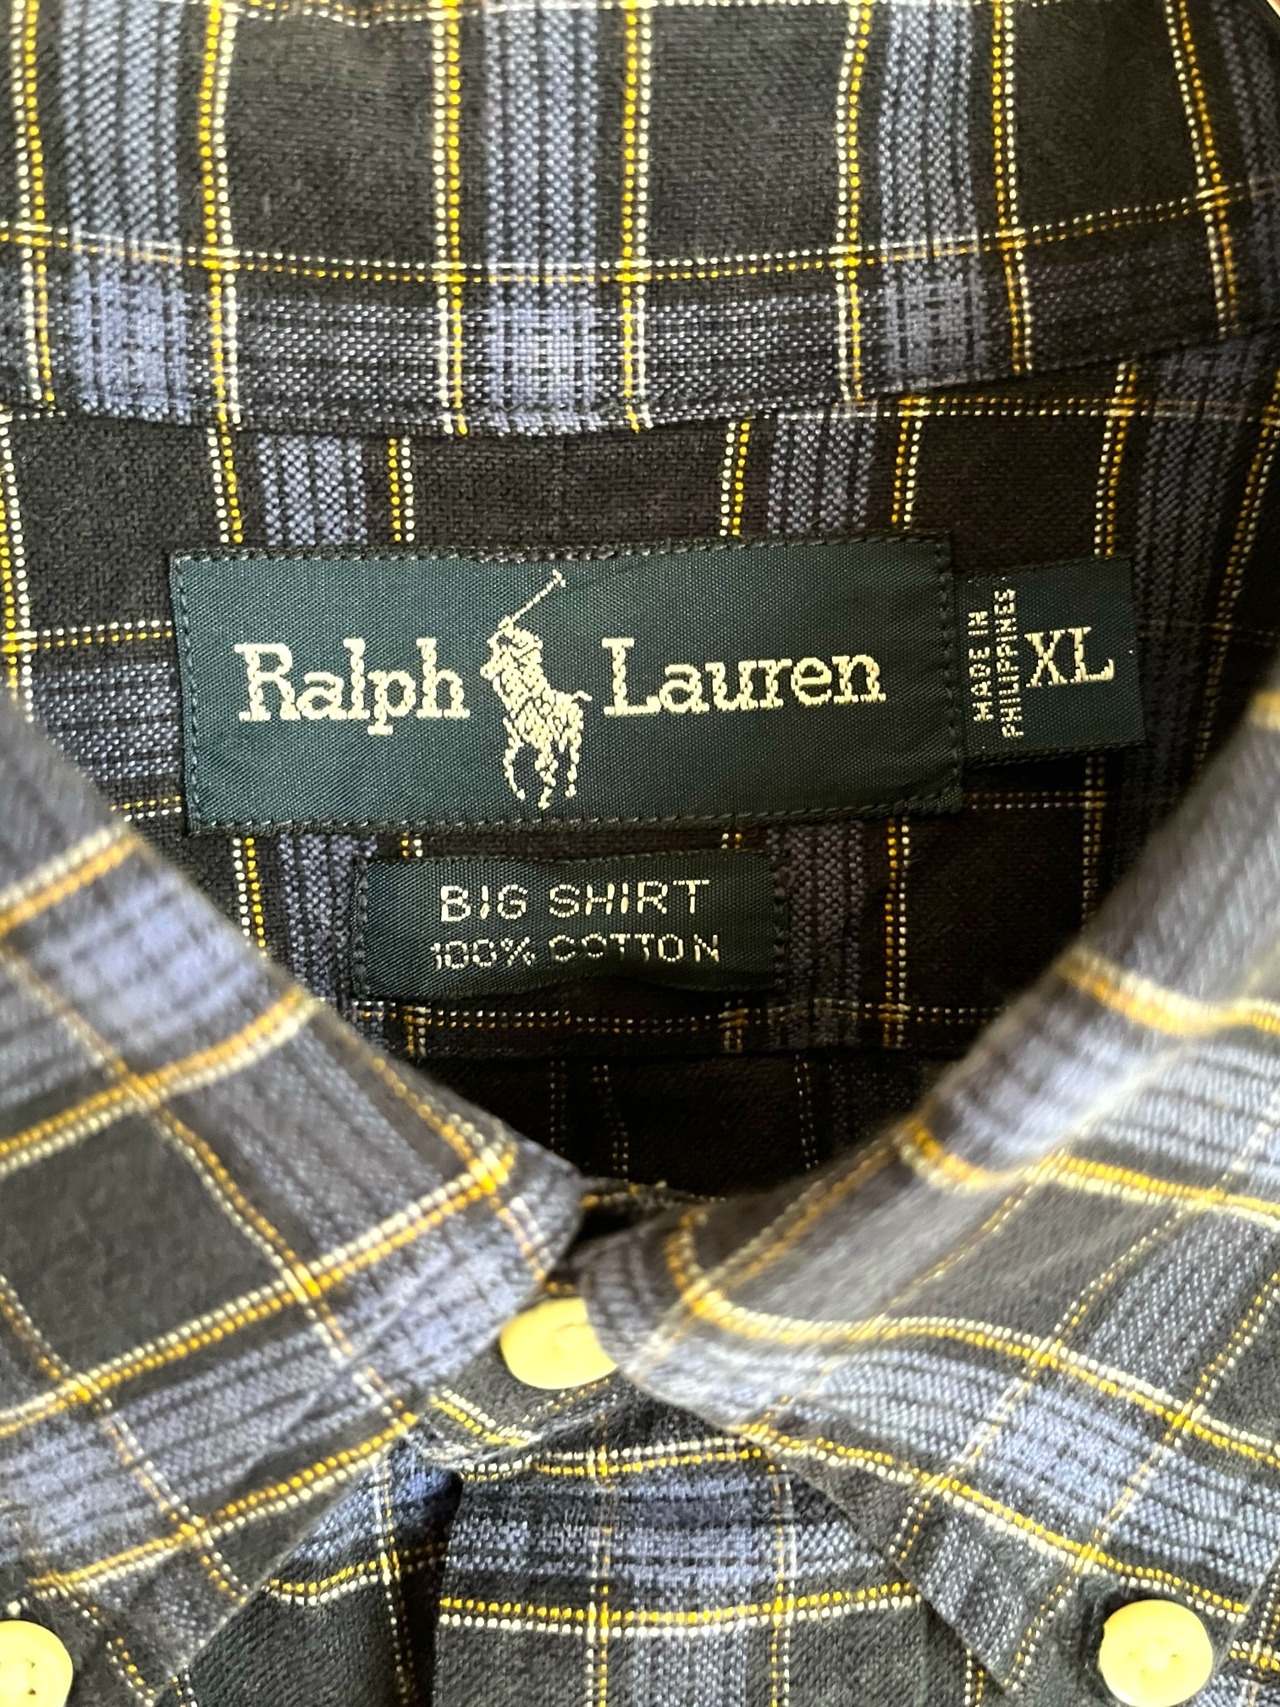 Ralph Lauren
MADE IN
PHILIPPINES
XL
BIG SHIRT
100% COTTON